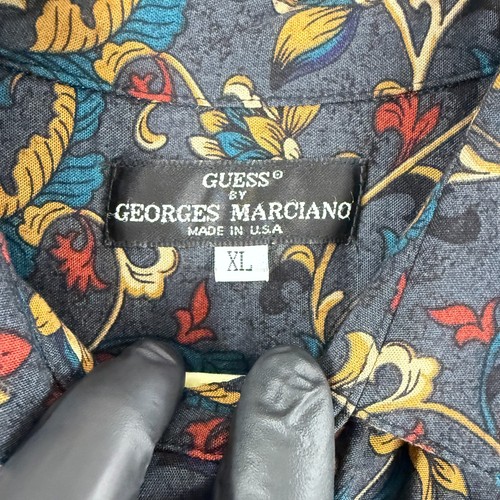 GUESS®
BY
GEORGES MARCIANO
MADE IN U.S.A
XL